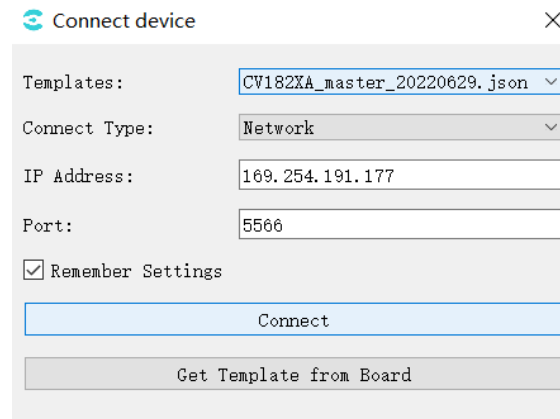 Connect device
Templates: CV182XA_master_20220629.json
Connect Type: Network
IP Address: 169.254.191.177
Port: 5566
Remember Settings
Connect
Get Template from Board